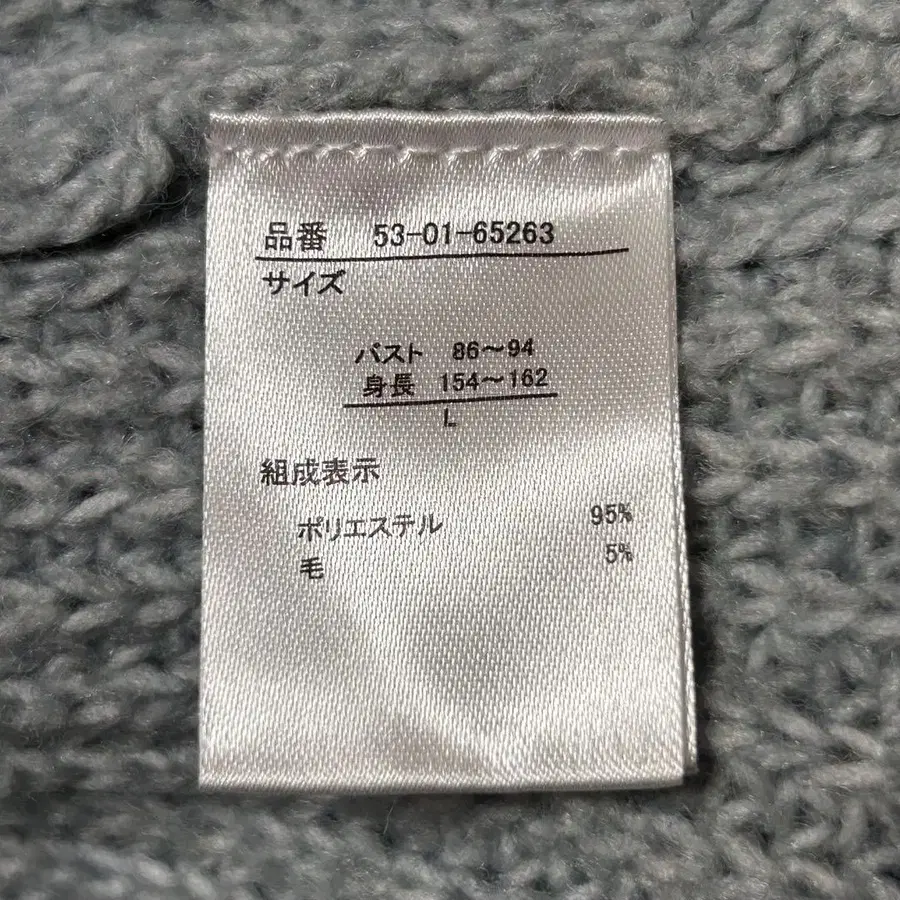 品番 53-01-65263
サイズ
バスト 86～94
身長 154～162
L
組成表示
ポリエステル 95%
毛 5%